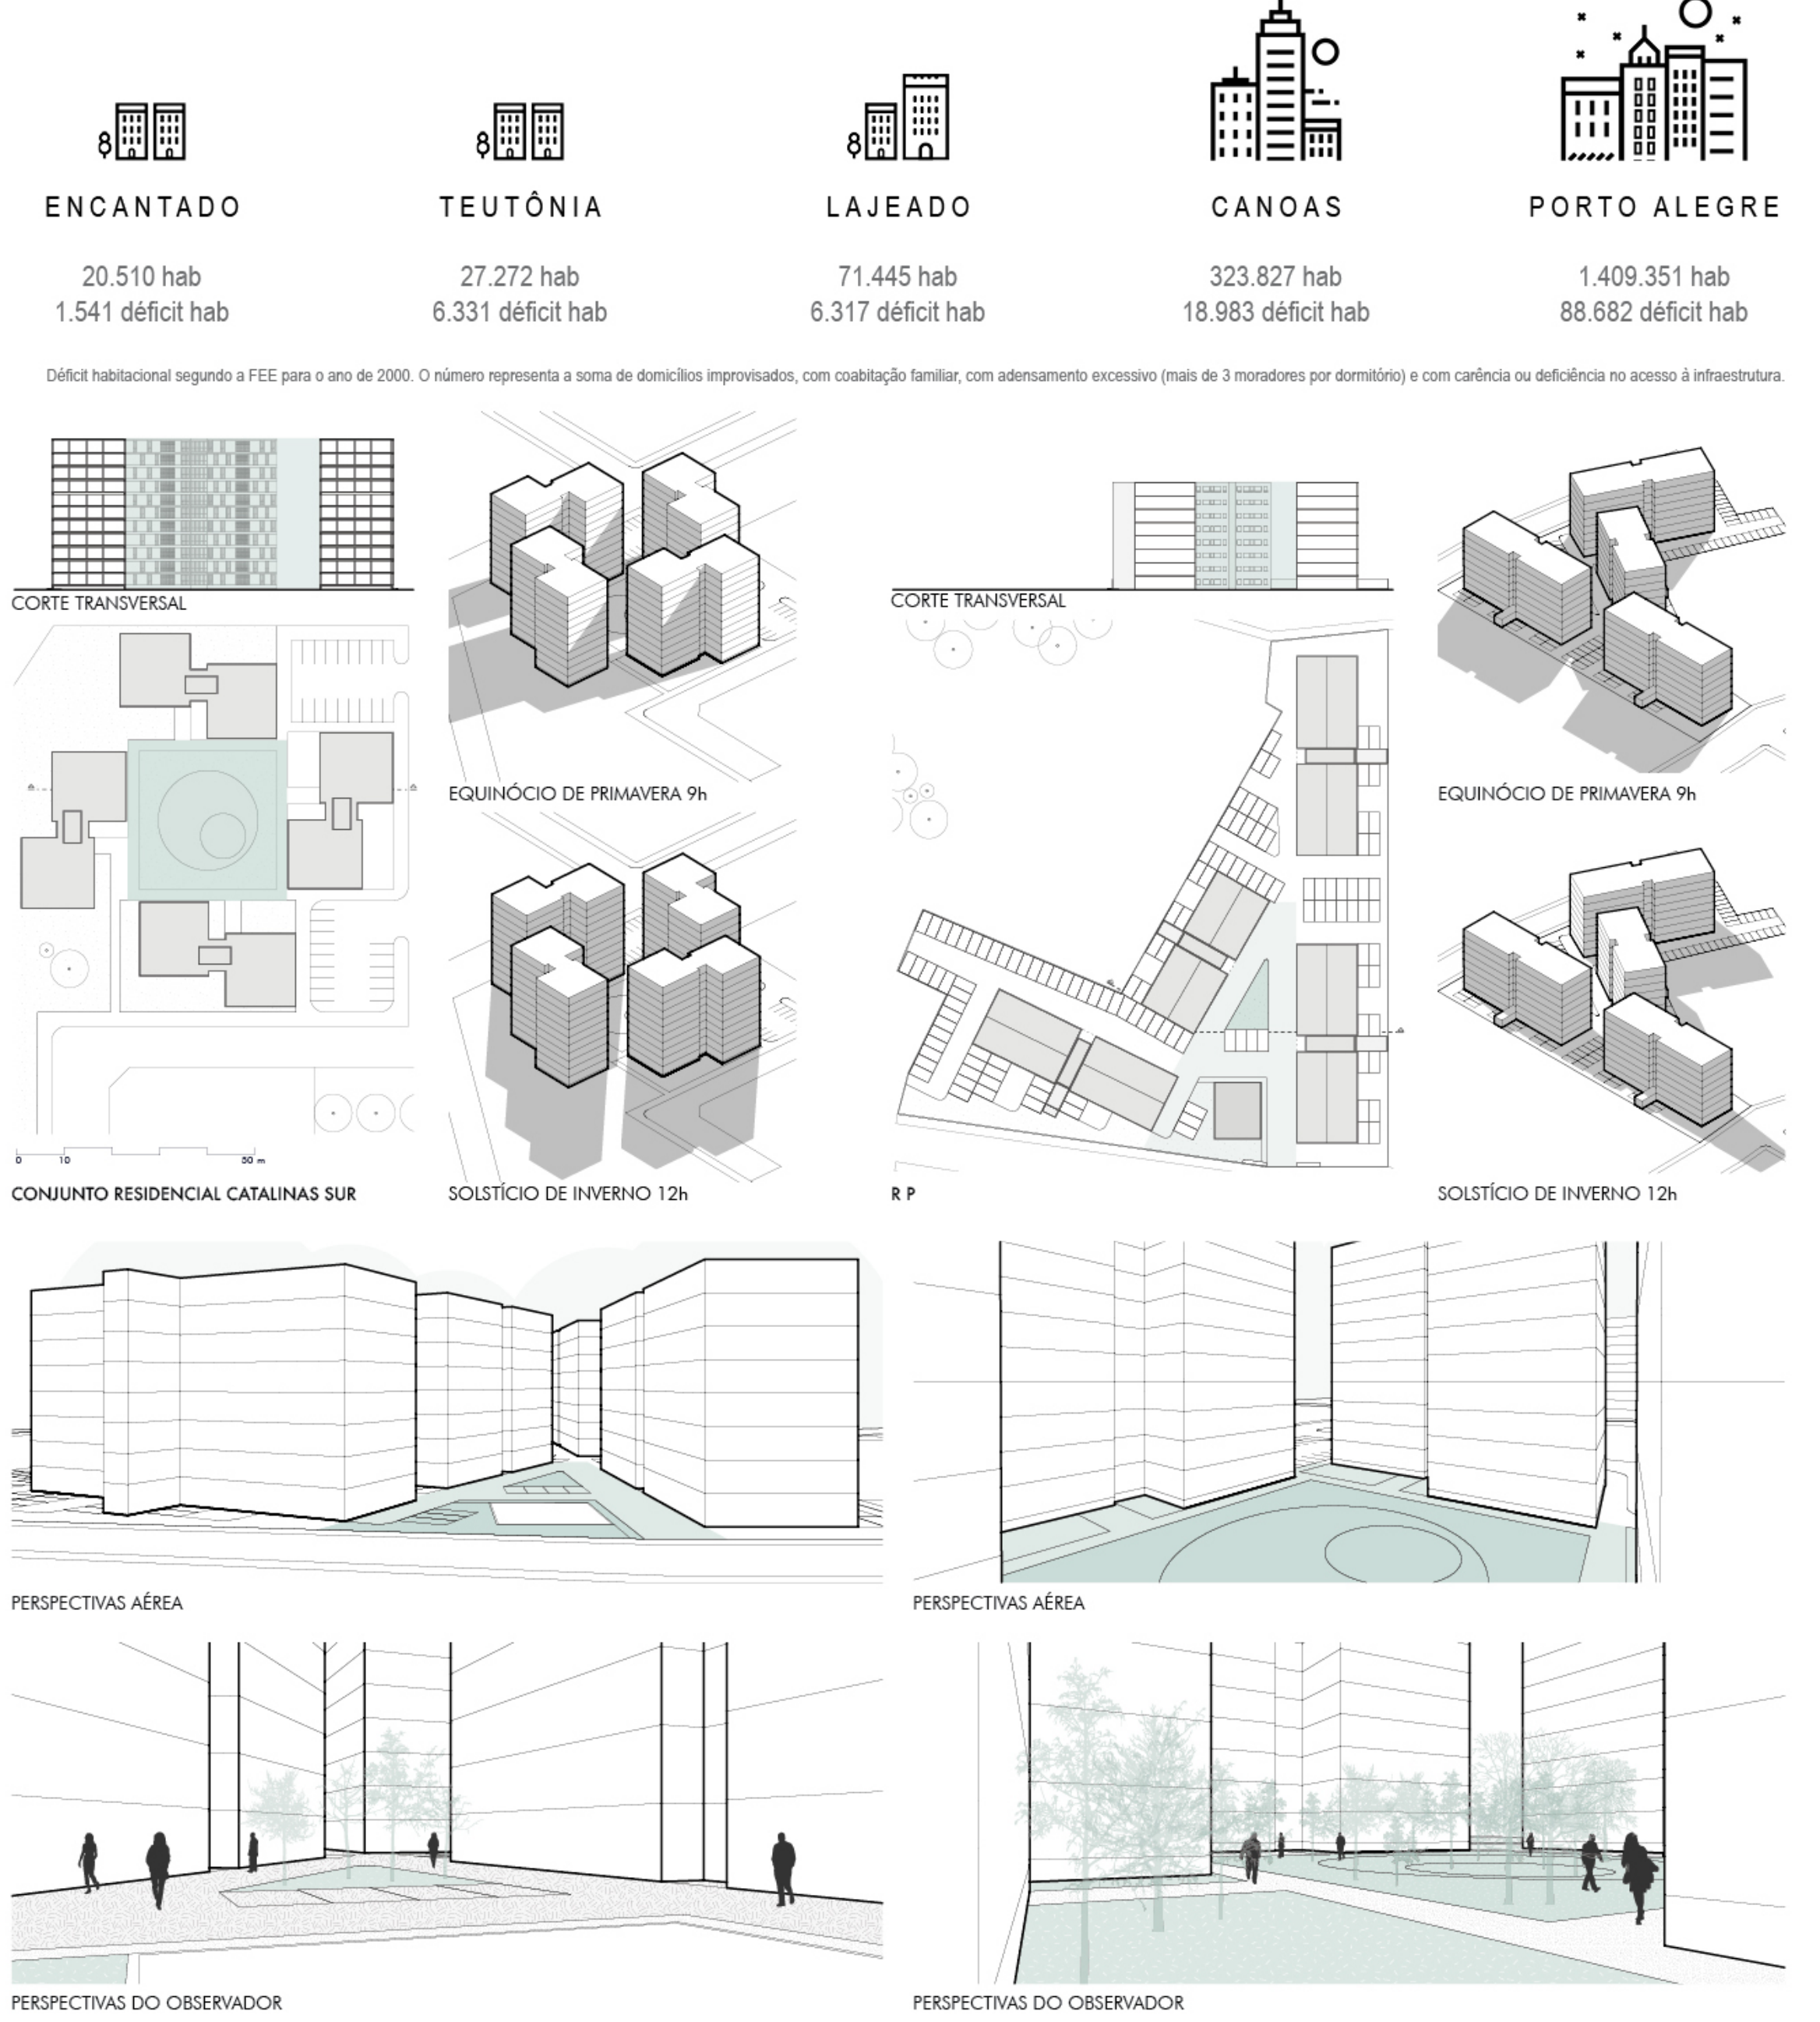 ENCANTADO
20.510 hab
1.541 déficit hab
TEUTÔNIA
27.272 hab
6.331 déficit hab
LAJEADO
71.445 hab
6.317 déficit hab
CANOAS
323.827 hab
18.983 déficit hab
PORTO ALEGRE
1.409.351 hab
88.682 déficit hab
Déficit habitacional segundo a FEE para o ano de 2000. O número representa a soma de domicílios improvisados, com coabitação familiar, com adensamento excessivo (mais de 3 moradores por dormitório) e com carência ou deficiência no acesso à infraestrutura.
CORTE TRANSVERSAL
EQUINÓCIO DE PRIMAVERA 9h
0 10 50 m
CONJUNTO RESIDENCIAL CATALINAS SUR
SOLSTÍCIO DE INVERNO 12h
CORTE TRANSVERSAL
EQUINÓCIO DE PRIMAVERA 9h
R P
SOLSTÍCIO DE INVERNO 12h
PERSPECTIVAS AÉREA
PERSPECTIVAS AÉREA
PERSPECTIVAS DO OBSERVADOR
PERSPECTIVAS DO OBSERVADOR